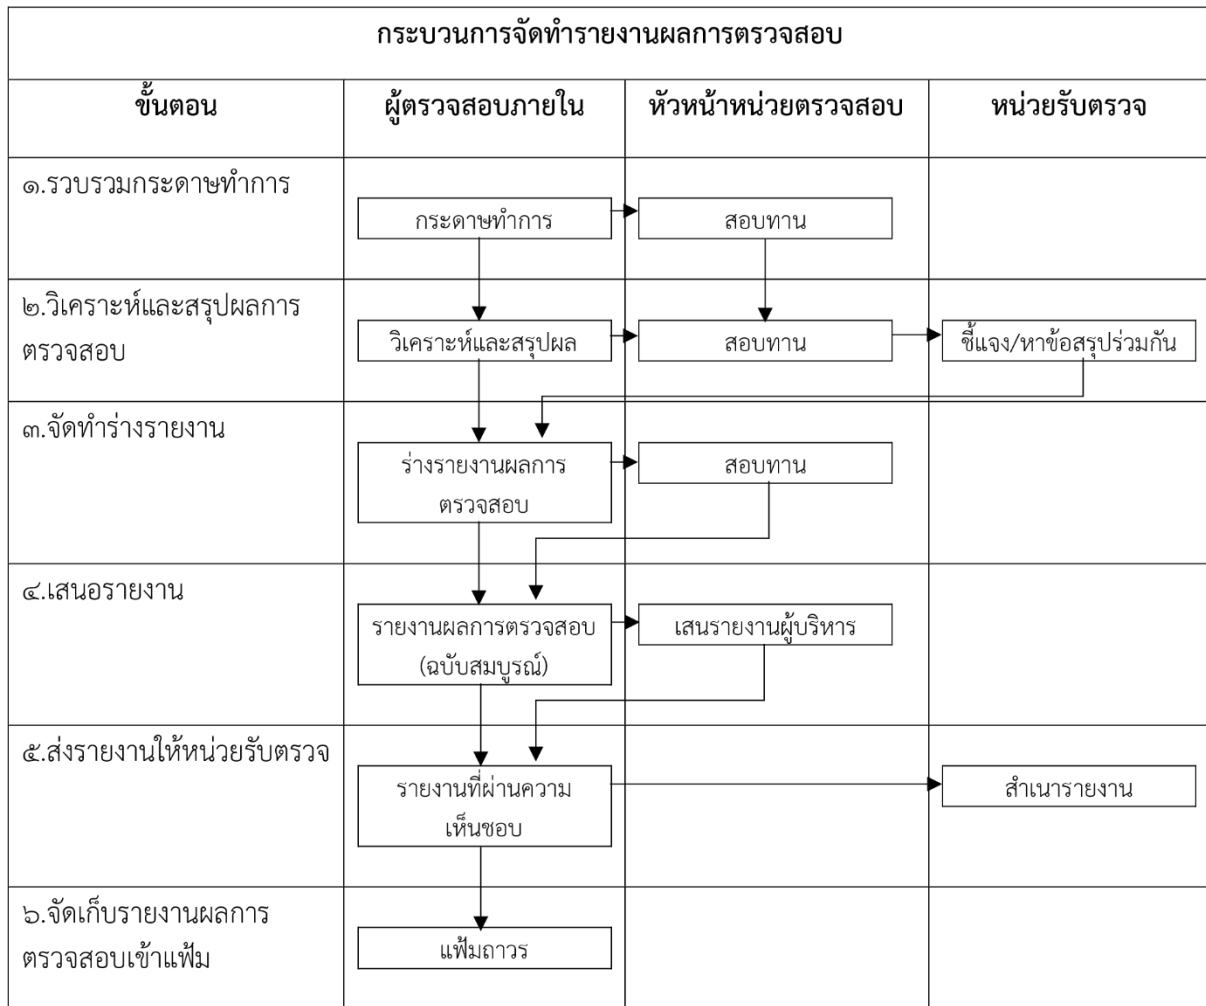 กระบวนการจัดทำรายงานผลการตรวจสอบ
ขั้นตอน
ผู้ตรวจสอบภายใน
หัวหน้าหน่วยตรวจสอบ
หน่วยรับตรวจ
๑.รวบรวมกระดาษทำการ
กระดาษทำการ
สอบทาน
๒.วิเคราะห์และสรุปผลการ
ตรวจสอบ
วิเคราะห์และสรุปผล
สอบทาน
ชี้แจง/หาข้อสรุปร่วมกัน
๓.จัดทำร่างรายงาน
ร่างรายงานผลการ
ตรวจสอบ
สอบทาน
๔.เสนอรายงาน
รายงานผลการตรวจสอบ
(ฉบับสมบูรณ์)
เสนรายงานผู้บริหาร
๕.ส่งรายงานให้หน่วยรับตรวจ
รายงานที่ผ่านความ
เห็นชอบ
สำเนารายงาน
๖.จัดเก็บรายงานผลการ
ตรวจสอบเข้าแฟ้ม
แฟ้มถาวร